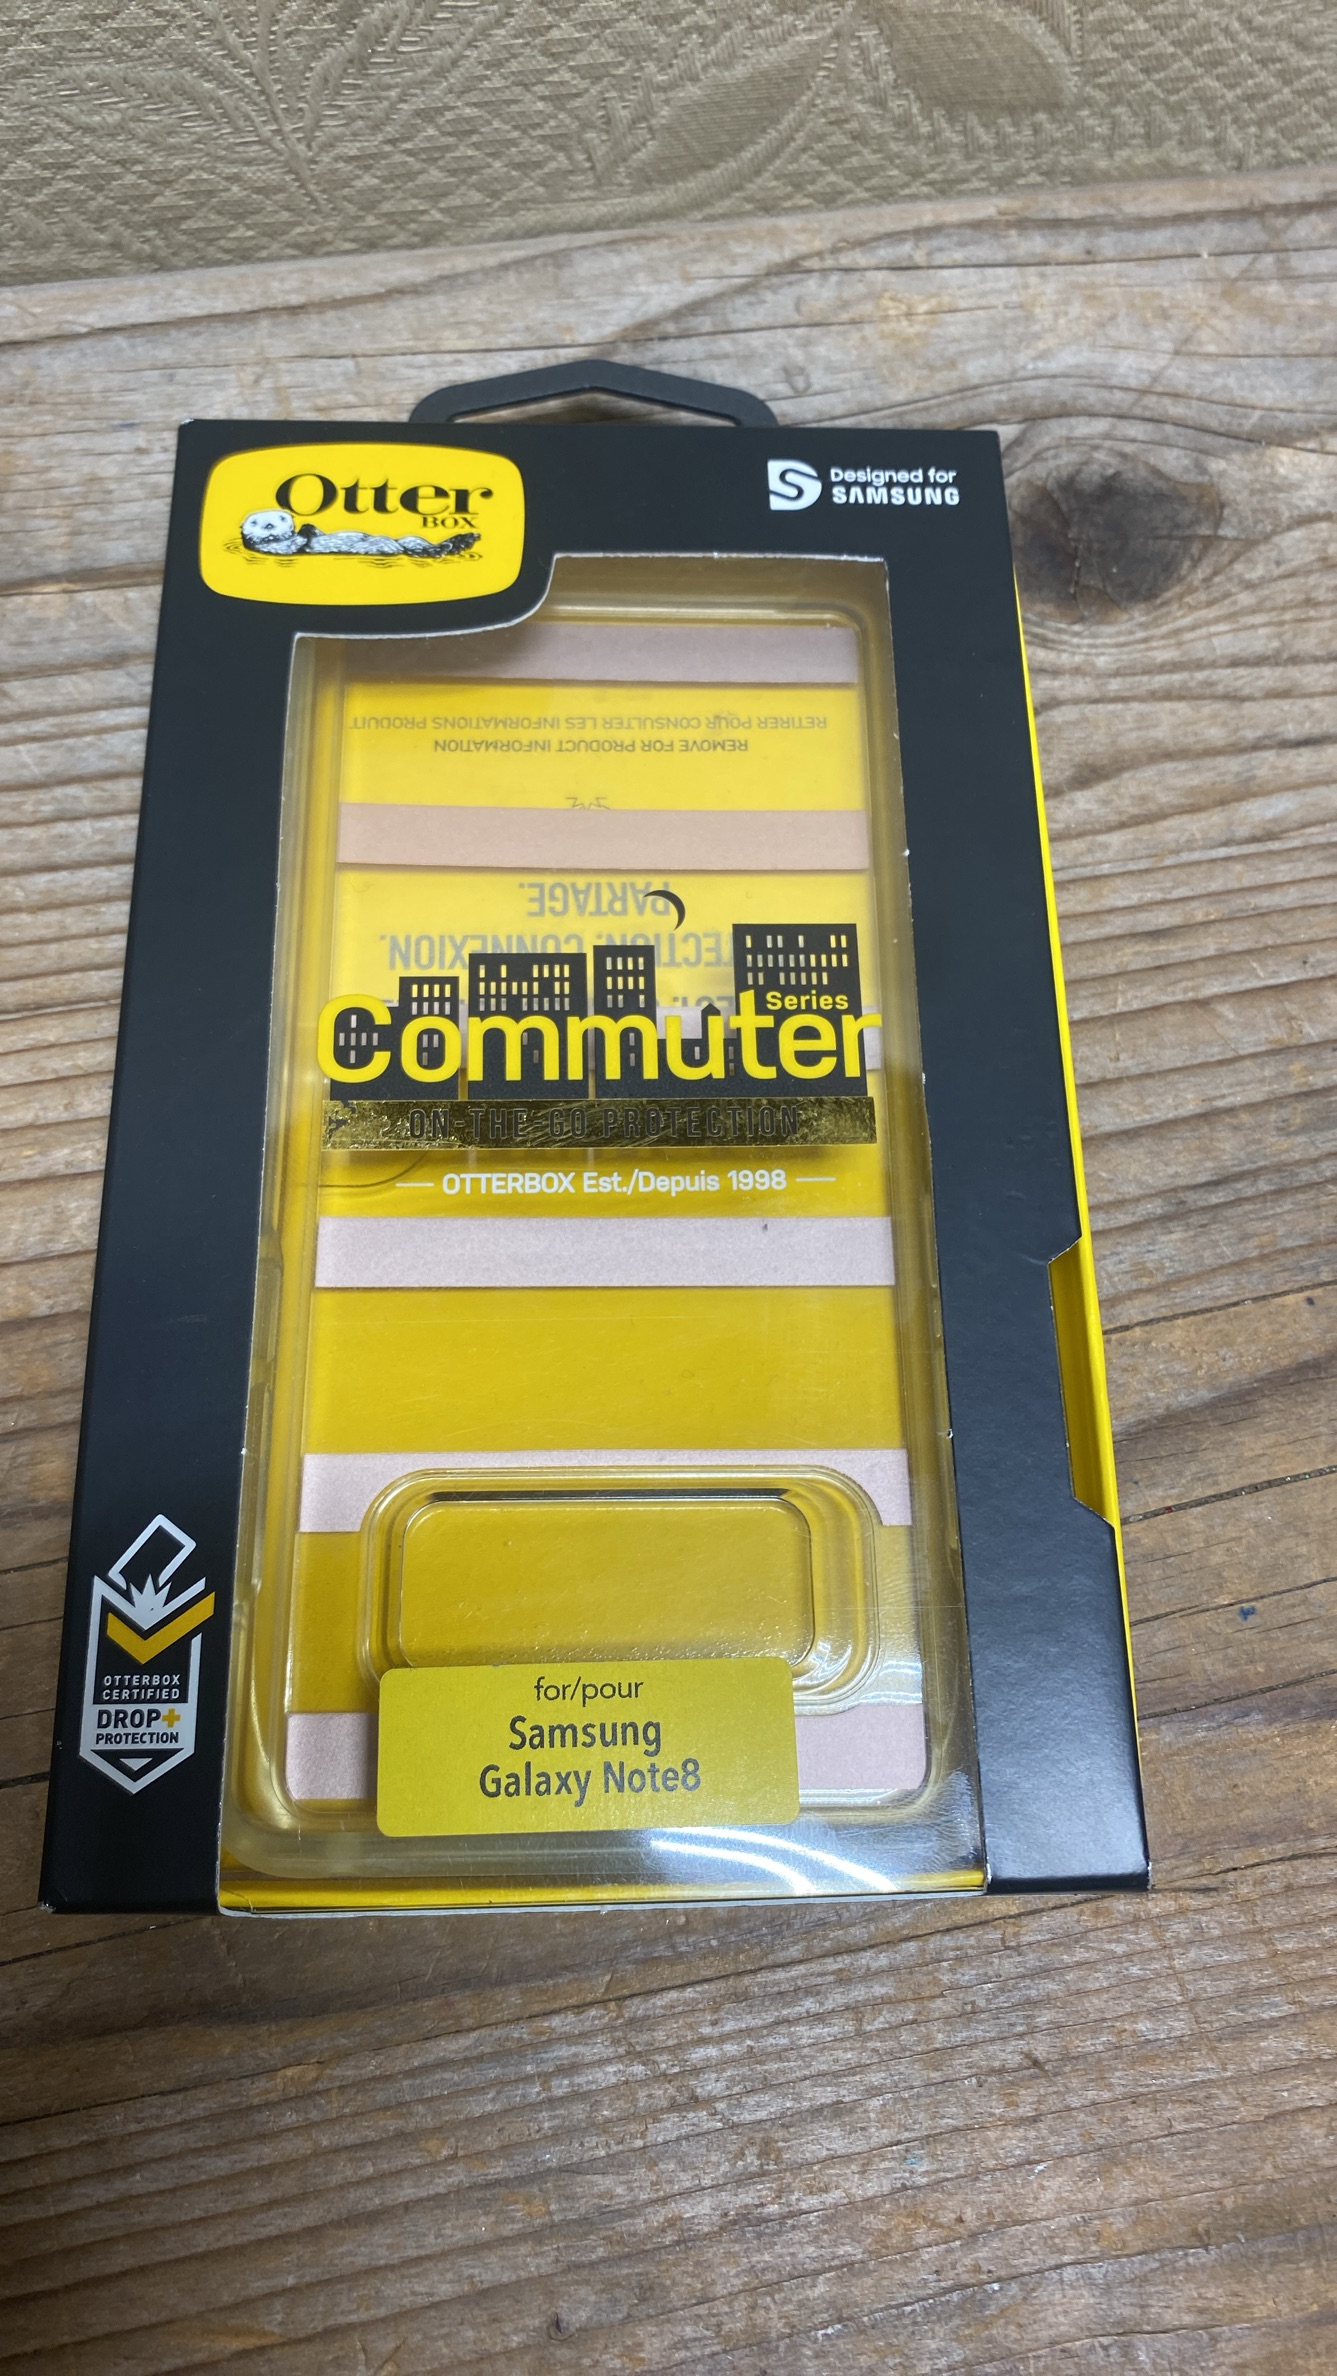 Otter
BOX
Designed for
SAMSUNG
RETIRER POUR CONSULTER LES INFORMATIONS PRODUIT
REMOVE FOR PRODUCT INFORMATION
PARTAGE.
CONNEXION.
Series
Commuter
ON-THE-GO PROTECTION
OTTERBOX Est./Depuis 1998
OTTERBOX
CERTIFIED
DROP+
PROTECTION
for/pour
Samsung
Galaxy Note8